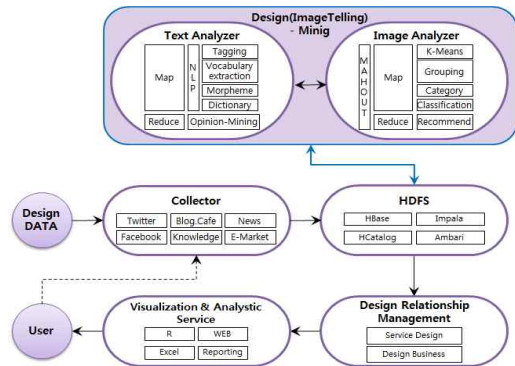 Design(ImageTelling)
- Minig
Text Analyzer
Map
NLP
Tagging
Vocabulary
extraction
Morpheme
Dictionary
Reduce
Opinion-Mining
Image Analyzer
MAHOUT
Map
K-Means
Grouping
Category
Classification
Reduce
Recommend
Design
DATA
Collector
Twitter
Blog.Cafe
News
Facebook
Knowledge
E-Market
HDFS
HBase
Impala
HCatalog
Ambari
User
Visualization & Analystic
Service
R
WEB
Excel
Reporting
Design Relationship
Management
Service Design
Design Business